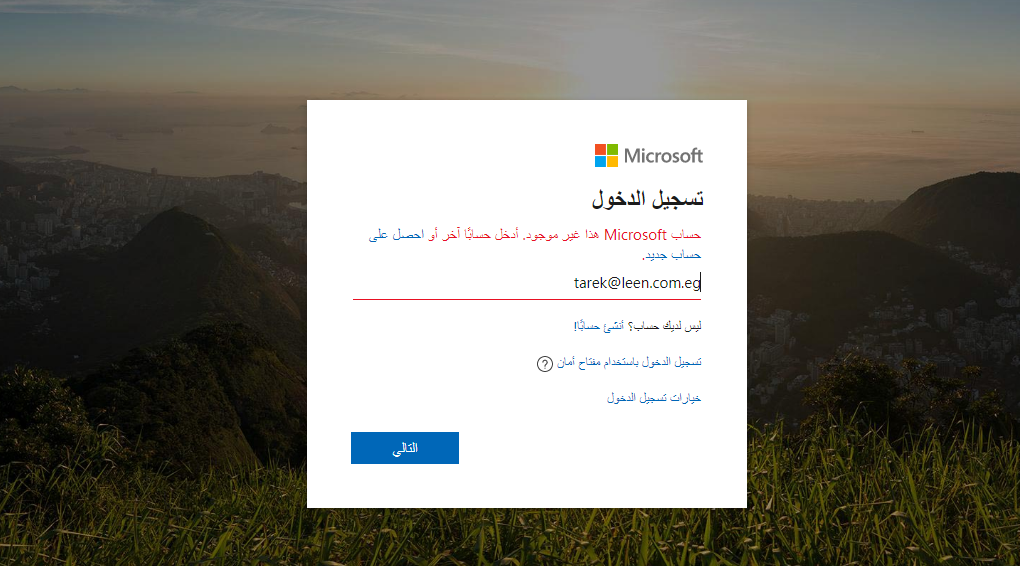 Microsoft
تسجيل الدخول
حساب Microsoft هذا غير موجود. أدخل حسابًا آخر أو احصل على
حساب جديد.
tarek@leen.com.eg
ليس لديك حساب؟ أنشئ حسابًا!
تسجيل الدخول باستخدام مفتاح أمان ?
خيارات تسجيل الدخول
التالي